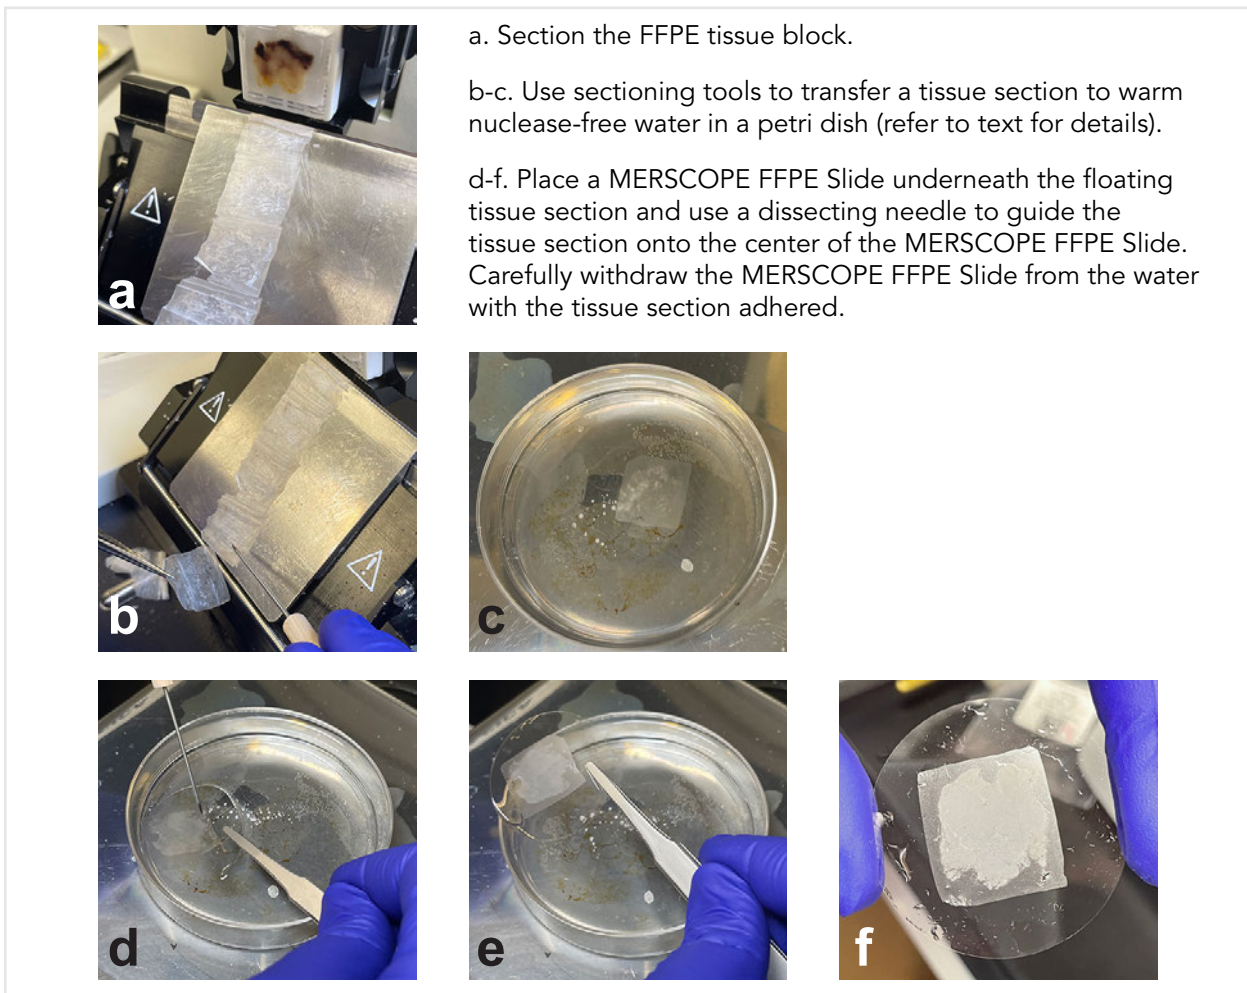 a. Section the FFPE tissue block.
b-c. Use sectioning tools to transfer a tissue section to warm
nuclease-free water in a petri dish (refer to text for details).
d-f. Place a MERSCOPE FFPE Slide underneath the floating
tissue section and use a dissecting needle to guide the
tissue section onto the center of the MERSCOPE FFPE Slide.
Carefully withdraw the MERSCOPE FFPE Slide from the water
with the tissue section adhered.
a
b
c
d
e
f